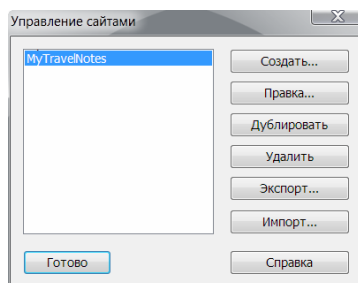 Управление сайтами
MyTravelNotes
Создать...
Правка...
Дублировать
Удалить
Экспорт...
Импорт...
Готово
Справка